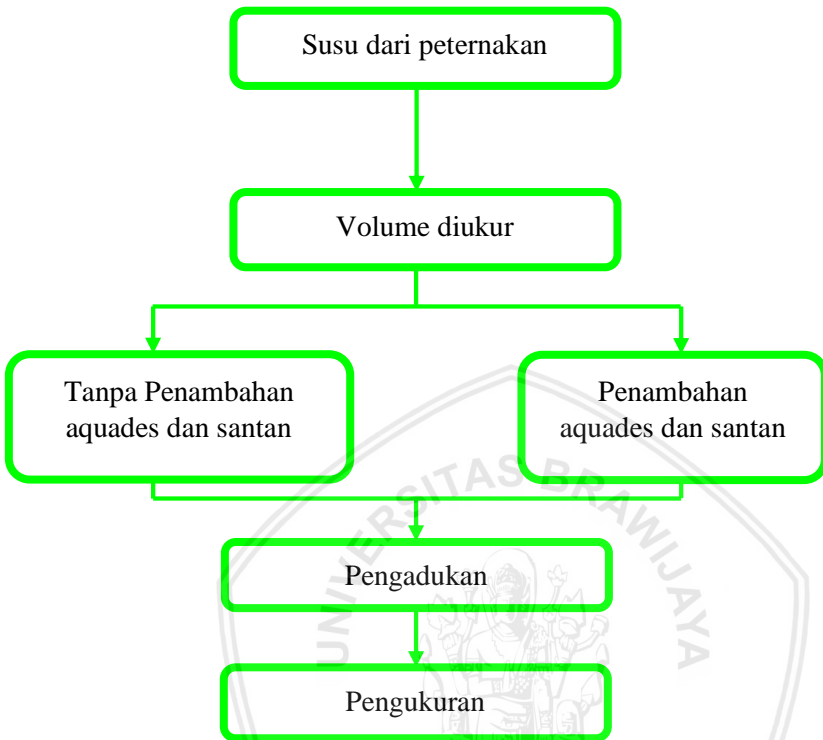 Susu dari peternakan
Volume diukur
Tanpa Penambahan
aquades dan santan
Penambahan
aquades dan santan
UNIVERSITAS BRAWIJAYA
Pengadukan
Pengukuran